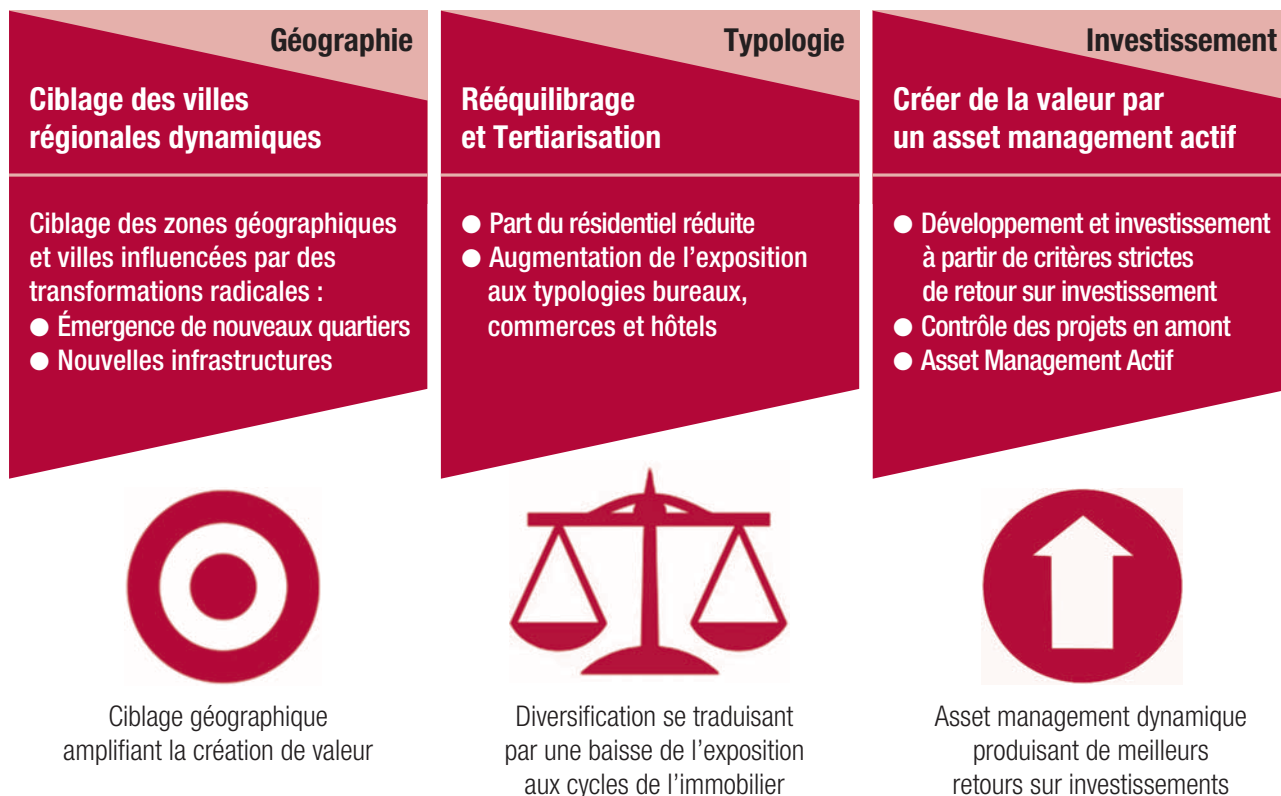 Géographie
Ciblage des villes
régionales dynamiques
Ciblage des zones géographiques
et villes influencées par des
transformations radicales :
● Émergence de nouveaux quartiers
● Nouvelles infrastructures
Ciblage géographique
amplifiant la création de valeur
Typologie
Rééquilibrage
et Tertiarisation
● Part du résidentiel réduite
● Augmentation de l’exposition
aux typologies bureaux,
commerces et hôtels
Diversification se traduisant
par une baisse de l’exposition
aux cycles de l’immobilier
Investissement
Créer de la valeur par
un asset management actif
● Développement et investissement
à partir de critères strictes
de retour sur investissement
● Contrôle des projets en amont
● Asset Management Actif
Asset management dynamique
produisant de meilleurs
retours sur investissements